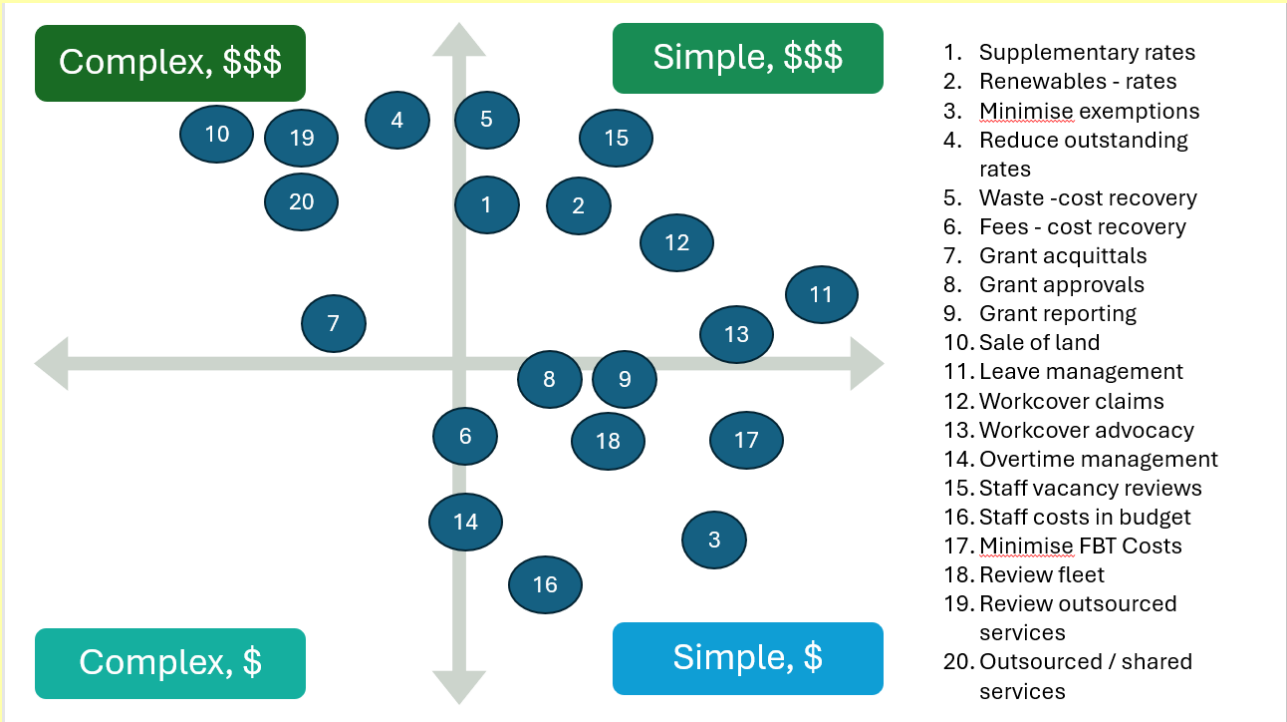 Complex, $$$
Simple, $$$
10
19
4
5
15
20
1
2
12
11
7
13
8
9
6
18
17
14
3
16
Complex, $
Simple, $
1. Supplementary rates
2. Renewables - rates
3. Minimise exemptions
4. Reduce outstanding
rates
5. Waste -cost recovery
6. Fees - cost recovery
7. Grant acquittals
8. Grant approvals
9. Grant reporting
10. Sale of land
11. Leave management
12. Workcover claims
13. Workcover advocacy
14. Overtime management
15. Staff vacancy reviews
16. Staff costs in budget
17. Minimise FBT Costs
18. Review fleet
19. Review outsourced
services
20. Outsourced / shared
services